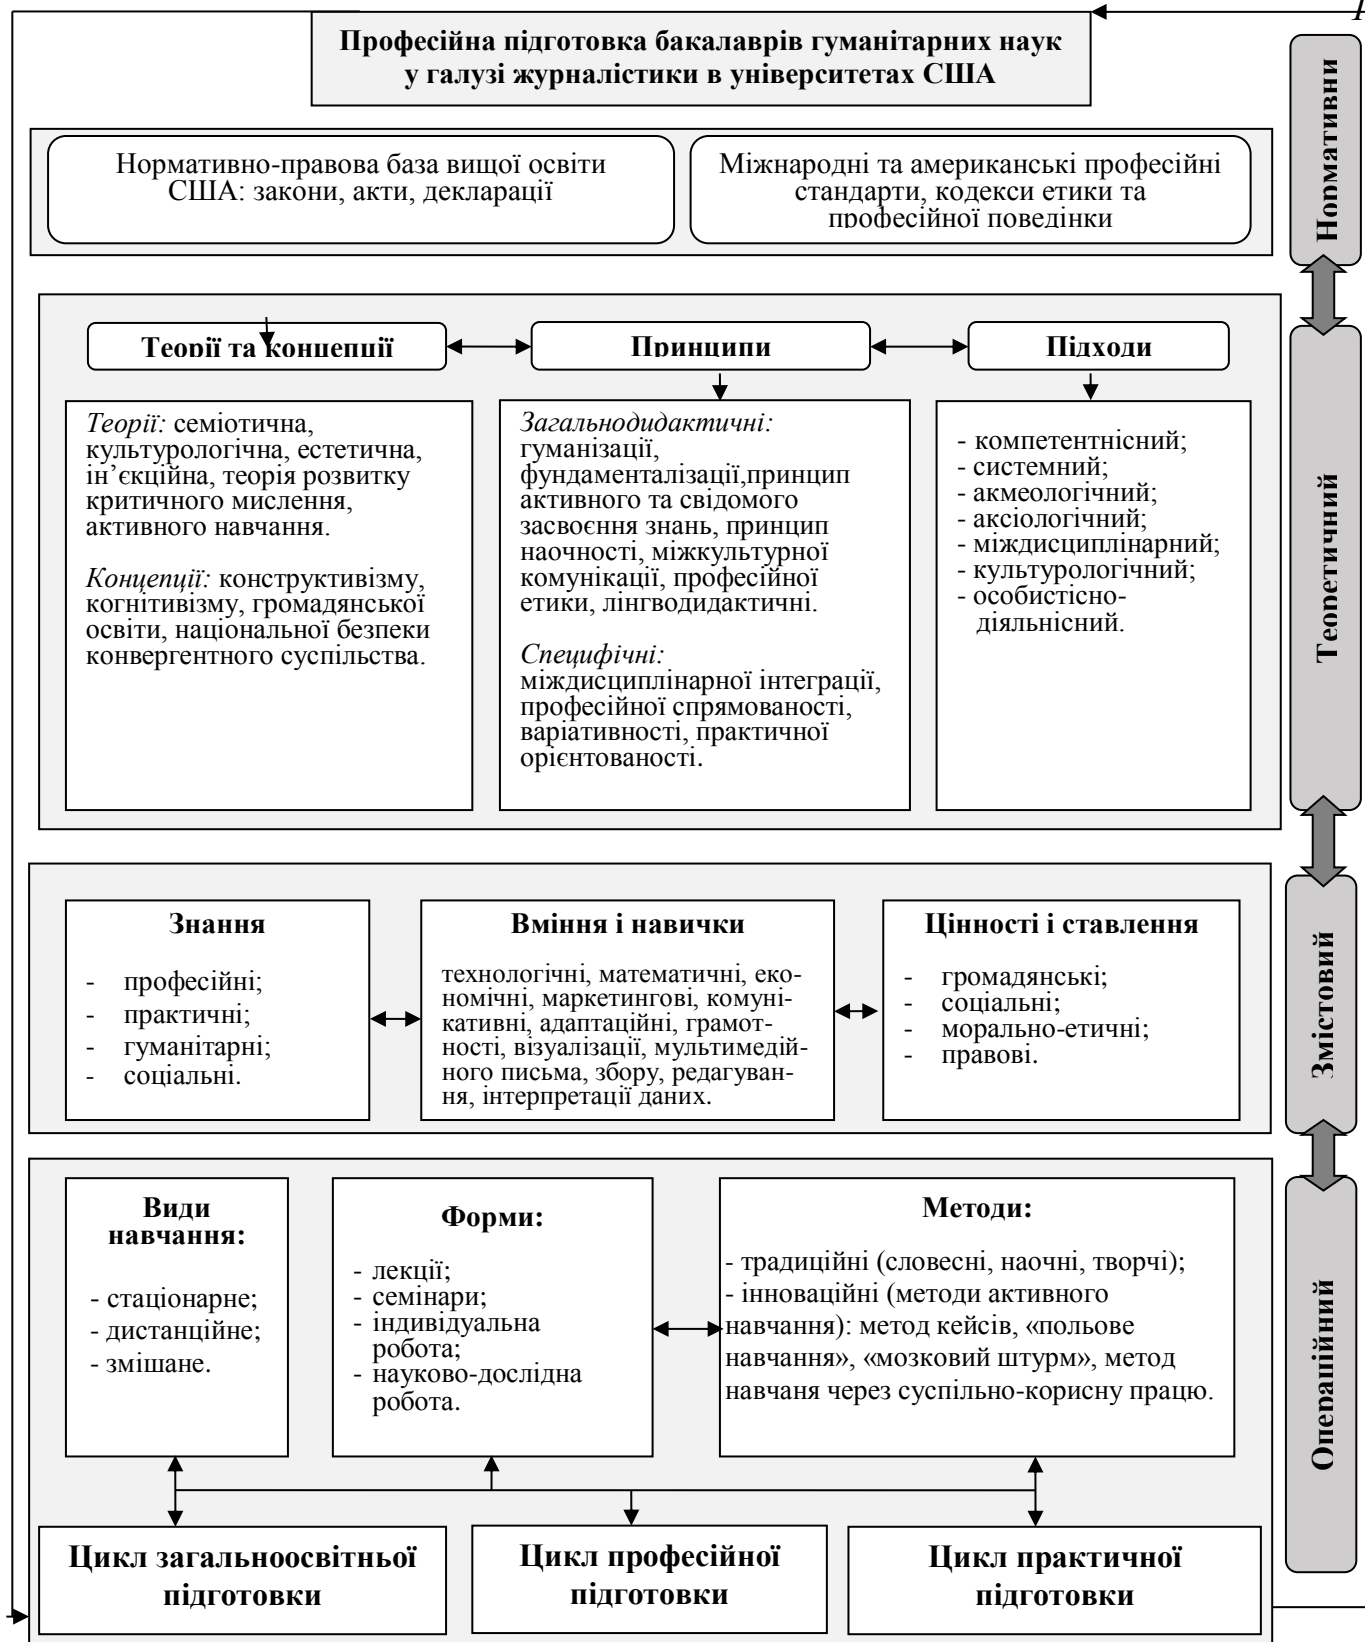 Професійна підготовка бакалаврів гуманітарних наук
у галузі журналістики в університетах США
Нормативно-правова база вищої освіти
США: закони, акти, декларації
Міжнародні та американські професійні
стандарти, кодекси етики та
професійної поведінки
Нормативни
Теорії та концепції
Принципи
Підходи
Теорії: семіотична,
культурологічна, естетична,
ін’єкційна, теорія розвитку
критичного мислення,
активного навчання.
Концепції: конструктивізму,
когнітивізму, громадянської
освіти, національної безпеки
конвергентного суспільства.
Загальнодидактичні:
гуманізації,
фундаменталізації,принцип
активного та свідомого
засвоєння знань, принцип
наочності, міжкультурної
комунікації, професійної
етики, лінгводидактичні.
Специфічні:
міждисциплінарної інтеграції,
професійної спрямованості,
варіативності, практичної
орієнтованості.
- компетентнісний;
- системний;
- акмеологічний;
- аксіологічний;
- міждисциплінарний;
- культурологічний;
- особистісно-
діяльнісний.
Теоретичний
Знання
- професійні;
- практичні;
- гуманітарні;
- соціальні.
Вміння і навички
технологічні, математичні, еко-
номічні, маркетингові, комуні-
кативні, адаптаційні, грамот-
ності, візуалізації, мультимедій-
ного письма, збору, редагуван-
ня, інтерпретації даних.
Цінності і ставлення
- громадянські;
- соціальні;
- морально-етичні;
- правові.
Змістовий
Види
навчання:
- стаціонарне;
- дистанційне;
- змішане.
Форми:
- лекції;
- семінари;
- індивідуальна
робота;
- науково-дослідна
робота.
Методи:
- традиційні (словесні, наочні, творчі);
- інноваційні (методи активного
навчання): метод кейсів, «польове
навчання», «мозковий штурм», метод
навчаня через суспільно-корисну працю.
Операційний
Цикл загальноосвітньої
підготовки
Цикл професійної
підготовки
Цикл практичної
підготовки